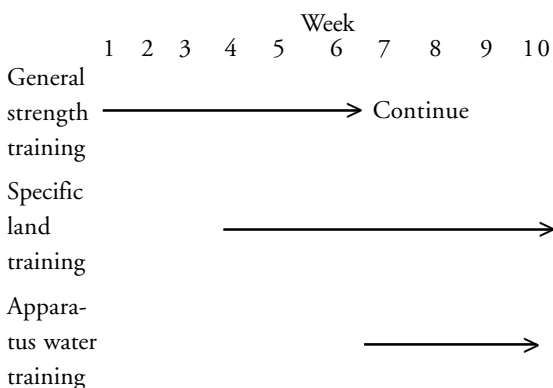 Week
1 2 3 4 5 6 7 8 9 10
General
strength
training
Continue
Specific
land
training
Appara-
tus water
training